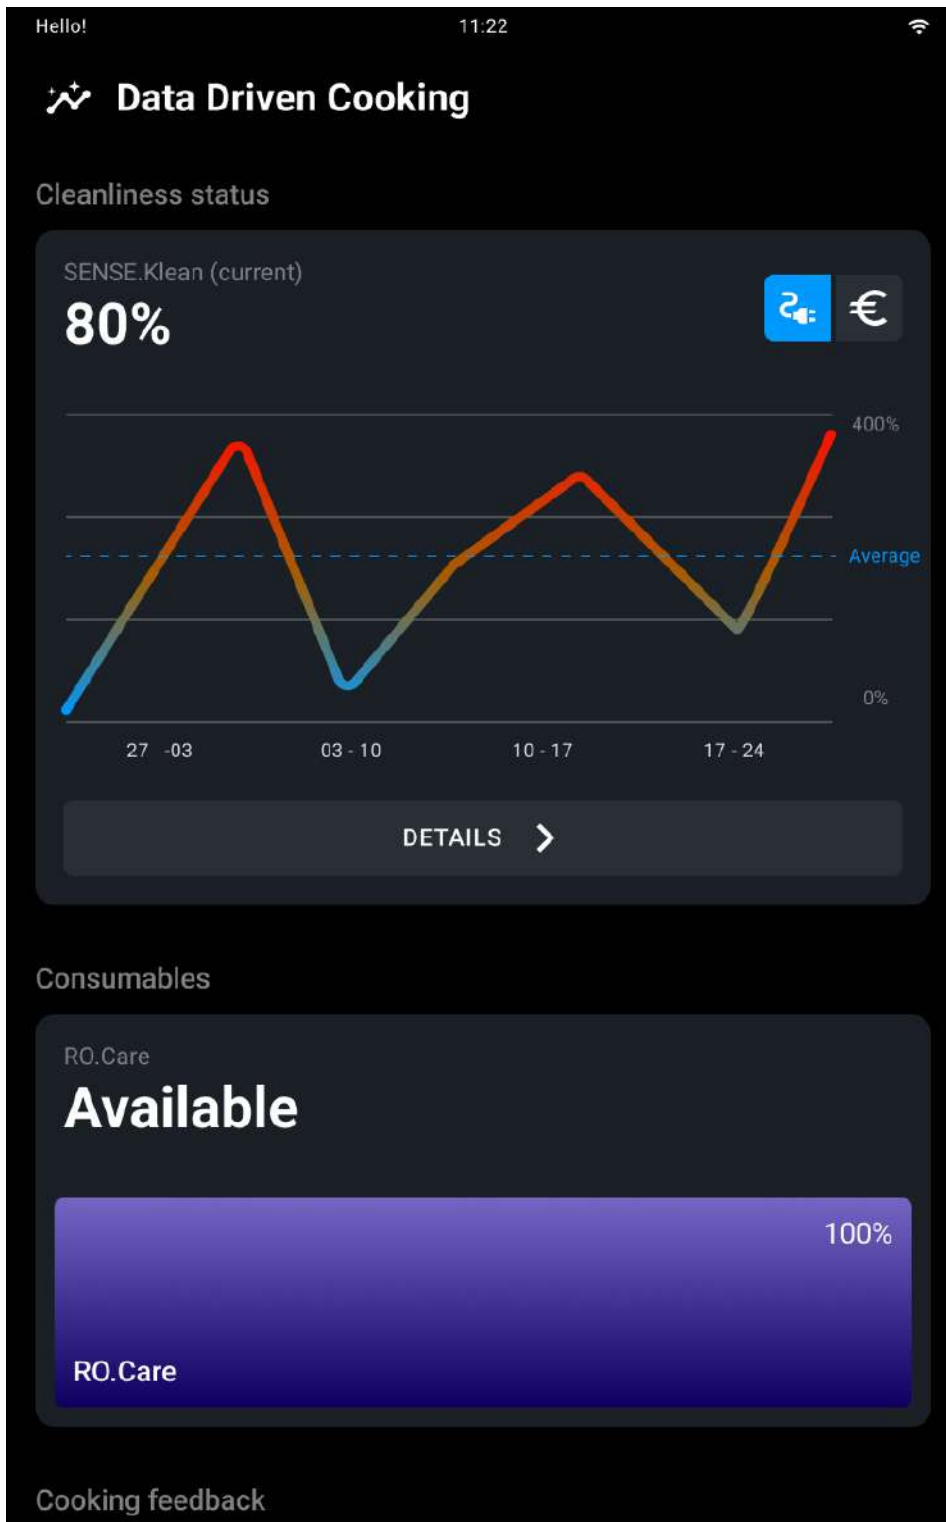 Hello!
11:22
Data Driven Cooking
Cleanliness status
SENSE.Klean (current)
80%
€
400%
Average
0%
27 -03
03 - 10
10 - 17
17 - 24
DETAILS
Consumables
RO.Care
Available
100%
RO.Care
Cooking feedback